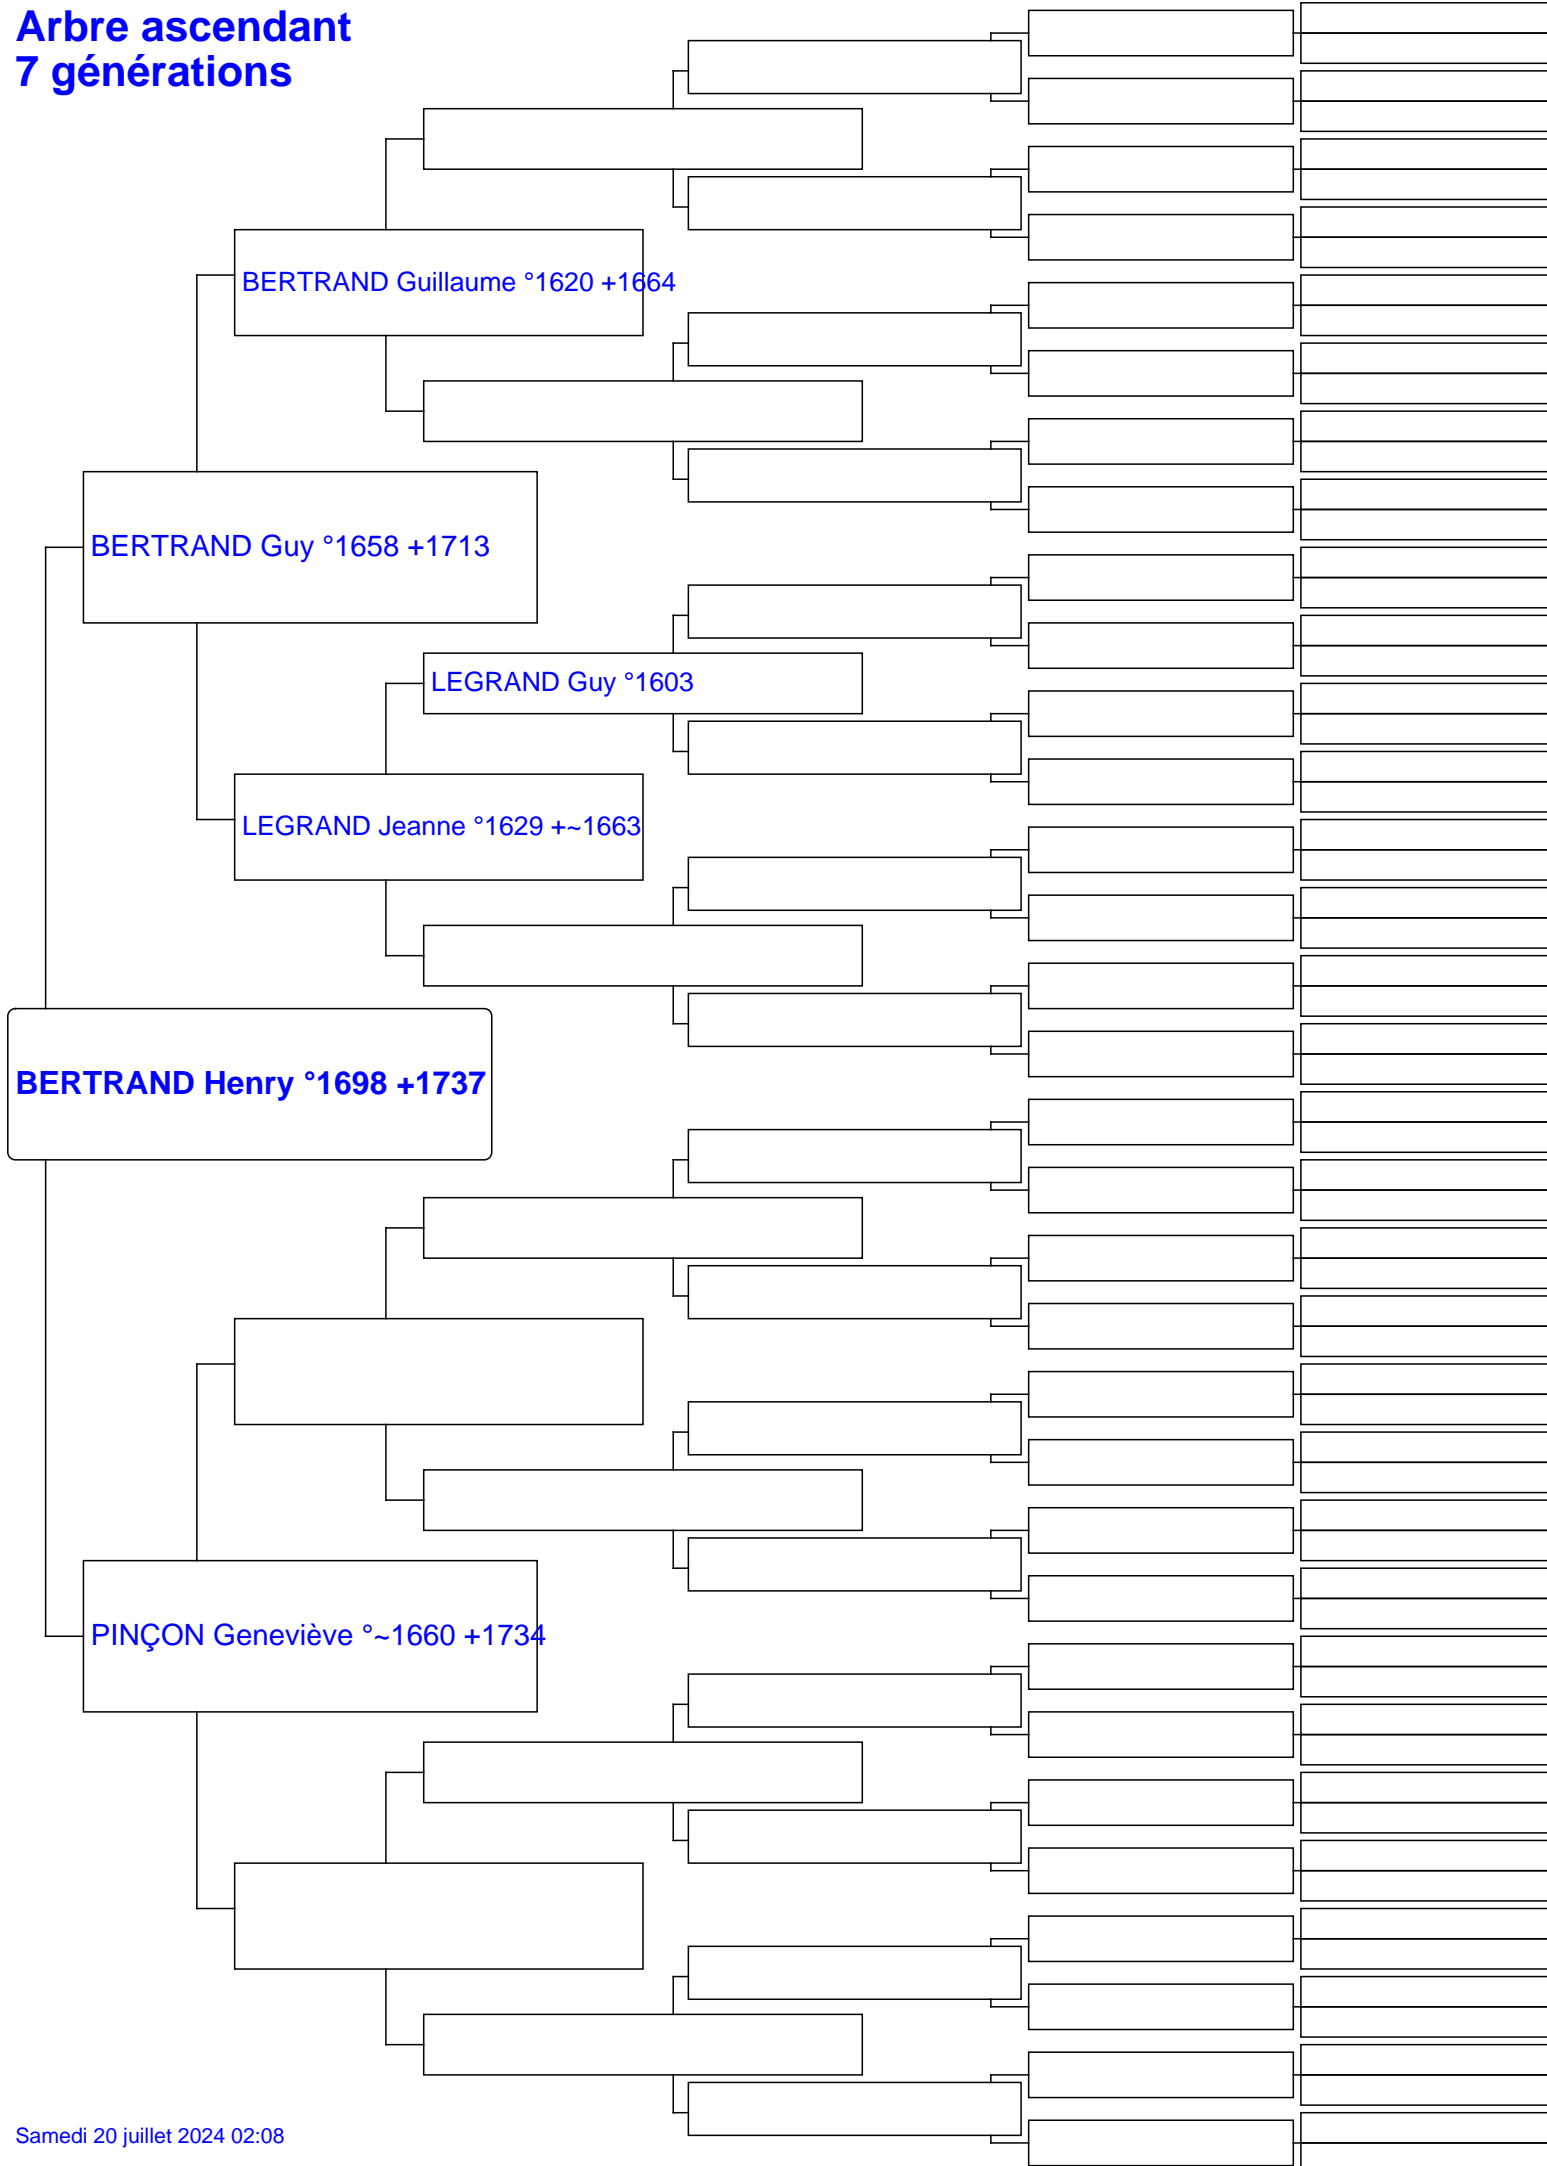 Arbre ascendant
7 générations
BERTRAND Guillaume °1620 +1664
BERTRAND Guy °1658 +1713
LEGRAND Guy °1603
LEGRAND Jeanne °1629 +~1663
BERTRAND Henry °1698 +1737
PINÇON Geneviève °~1660 +1734
Samedi 20 juillet 2024 02:08